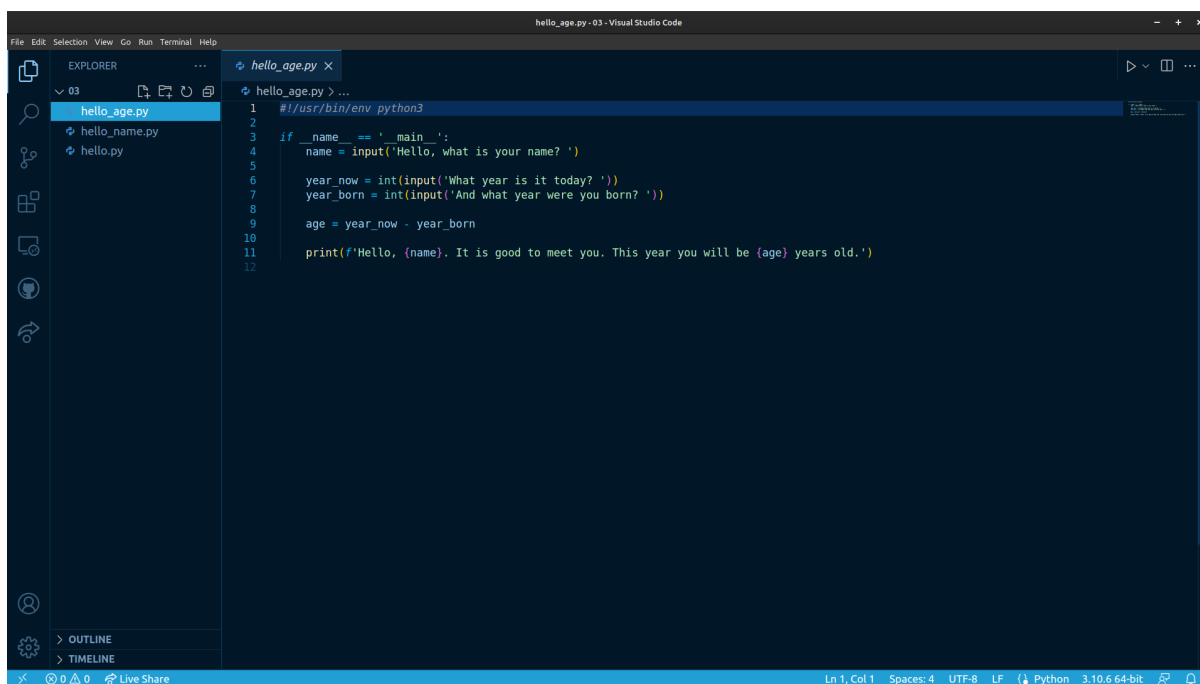 hello_age.py - 03 - Visual Studio Code
File Edit Selection View Go Run Terminal Help
EXPLORER
03
hello_age.py
hello_name.py
hello.py
OUTLINE
TIMELINE
hello_age.py
hello_age.py > ...
1 #!/usr/bin/env python3
2
3 if __name__ == '__main__':
4     name = input('Hello, what is your name? ')
5
6     year_now = int(input('What year is it today? '))
7     year_born = int(input('And what year were you born? '))
8
9     age = year_now - year_born
10
11     print(f'Hello, {name}. It is good to meet you. This year you will be {age} years old.')
12
0 0 Live Share Ln 1, Col 1 Spaces: 4 UTF-8 LF Python 3.10.6 64-bit